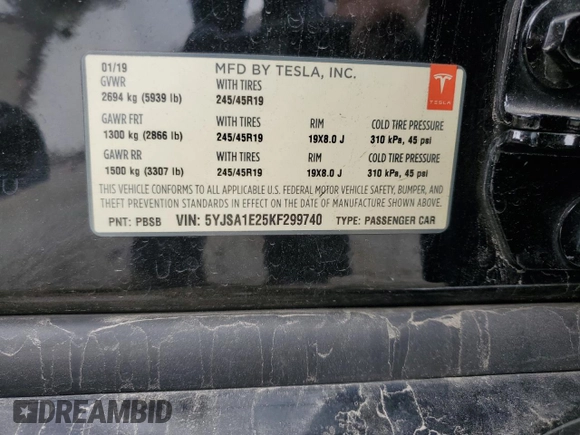 01/19 MFD BY TESLA, INC.
GVWR WITH TIRES
2694 kg (5939 lb) 245/45R19
TESLA
GAWR FRT WITH TIRES RIM COLD TIRE PRESSURE
1300 kg (2866 lb) 245/45R19 19X8.0 J 310 kPa, 45 psi
GAWR RR WITH TIRES RIM COLD TIRE PRESSURE
1500 kg (3307 lb) 245/45R19 19X8.0 J 310 kPa, 45 psi
THIS VEHICLE CONFORMS TO ALL APPLICABLE U.S. FEDERAL MOTOR VEHICLE SAFETY, BUMPER, AND
THEFT PREVENTION STANDARDS IN EFFECT ON THE DATE OF MANUFACTURE SHOWN ABOVE.
PNT: PBSB VIN: 5YJSA1E25KF299740 TYPE: PASSENGER CAR
DREAMBID